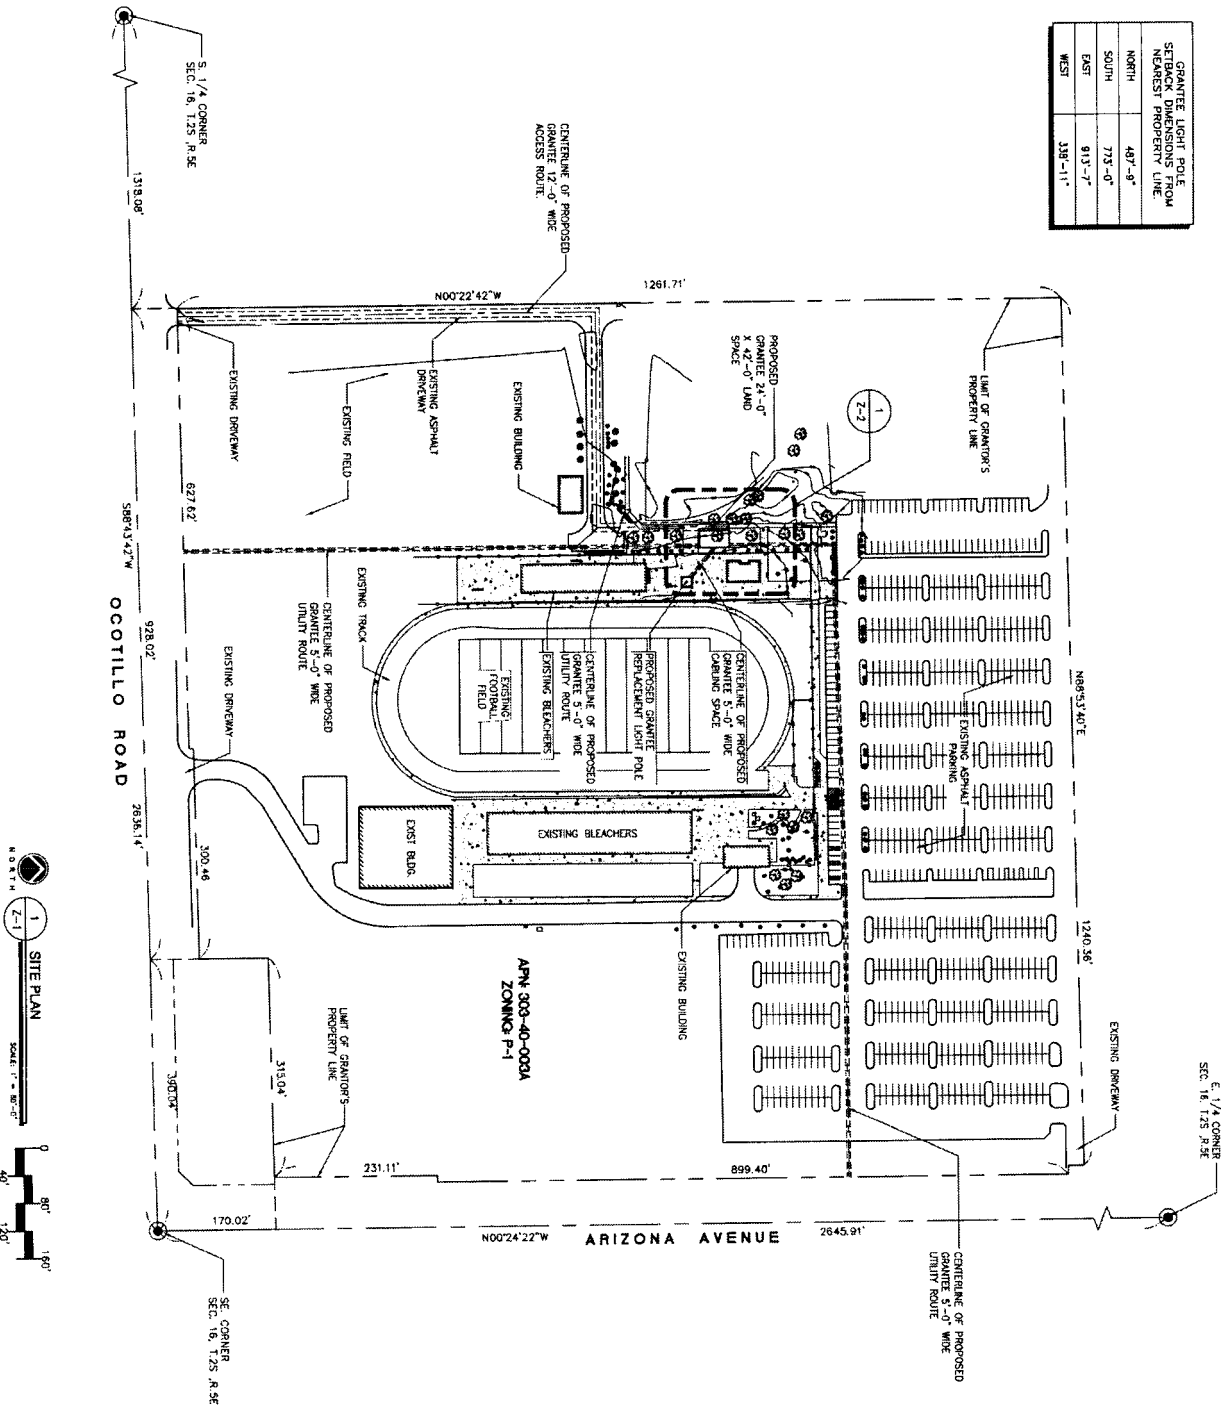 GRANTEE LIGHT POLE
SETBACK DIMENSIONS FROM
NEAREST PROPERTY LINE
NORTH 487'-9"
SOUTH 773'-0"
EAST 913'-7"
WEST 338'-11"
S. 1/4 CORNER
SEC. 16, T.2S ,R.5E
1319.08'
CENTERLINE OF PROPOSED
GRANTEE 12'-0" WIDE
ACCESS ROUTE.
N00°22'42"W
1261.71'
LIMIT OF GRANTOR'S
PROPERTY LINE
PROPOSED
GRANTEE 24'-0"
X 42'-0" LAND
SPACE
1
Z-2
EXISTING DRIVEWAY
EXISTING FIELD
EXISTING ASPHALT
DRIVEWAY
EXISTING BUILDING
627.62'
S88°43'42"W
928.02'
OCOTILLO ROAD
2636.14'
CENTERLINE OF PROPOSED
GRANTEE 5'-0" WIDE
UTILITY ROUTE
EXISTING TRACK
EXISTING
FOOTBALL
FIELD
EXISTING BLEACHERS
CENTERLINE OF PROPOSED
GRANTEE 5'-0" WIDE
UTILITY ROUTE
PROPOSED GRANTEE
REPLACEMENT LIGHT POLE
CENTERLINE OF PROPOSED
GRANTEE 5'-0" WIDE
CABLING SPACE
EXISTING ASPHALT
PARKING
N88°53'40"E
1240.36'
EXISTING DRIVEWAY
300.46
EXIST BLDG.
EXISTING BLEACHERS
EXISTING BUILDING
APN: 303-40-003A
ZONING: P-1
LIMIT OF GRANTOR'S
PROPERTY LINE
315.04'
390.04'
EXISTING DRIVEWAY
E. 1/4 CORNER
SEC. 16, T.2S ,R.5E
231.11'
899.40'
170.02'
N00°24'22"W
ARIZONA AVENUE
2645.91'
CENTERLINE OF PROPOSED
GRANTEE 5'-0" WIDE
UTILITY ROUTE
SE. CORNER
SEC. 16, T.2S ,R.5E
NORTH
1
Z-1
SITE PLAN
SCALE: 1" = 80'-0"
0
40'
80'
120'
160'